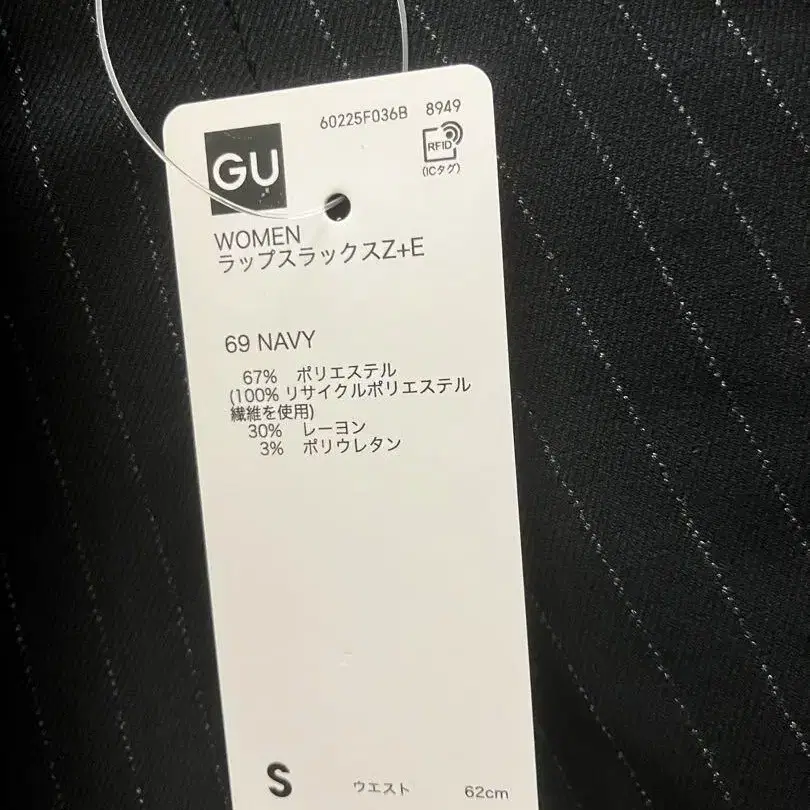 60225F036B 8949
GU
RFID
(ICタグ)
WOMEN
ラップスラックスZ+E
69 NAVY
67% ポリエステル
(100% リサイクルポリエステル
繊維を使用)
30% レーヨン
3% ポリウレタン
S ウエスト 62cm